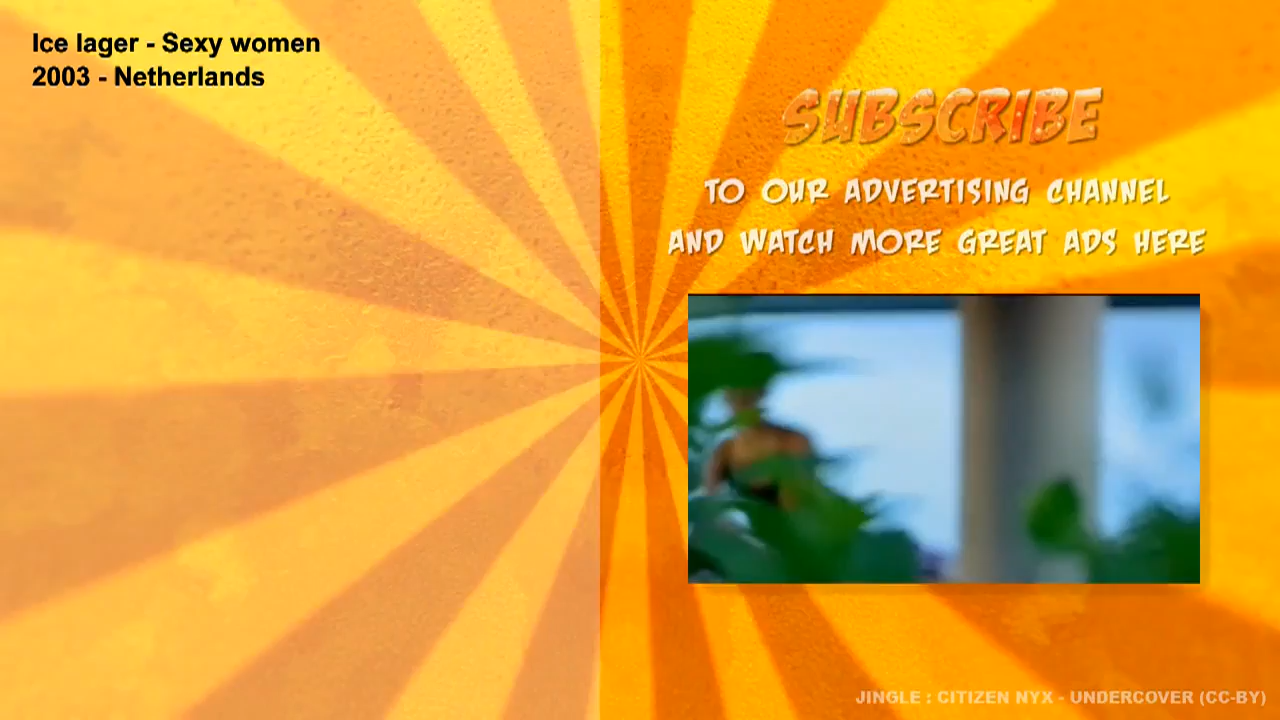 Ice lager - Sexy women
2003 - Netherlands
SUBSCRIBE
TO OUR ADVERTISING CHANNEL
AND WATCH MORE GREAT ADS HERE
JINGLE : CITIZEN NYX - UNDERCOVER (CC-BY)